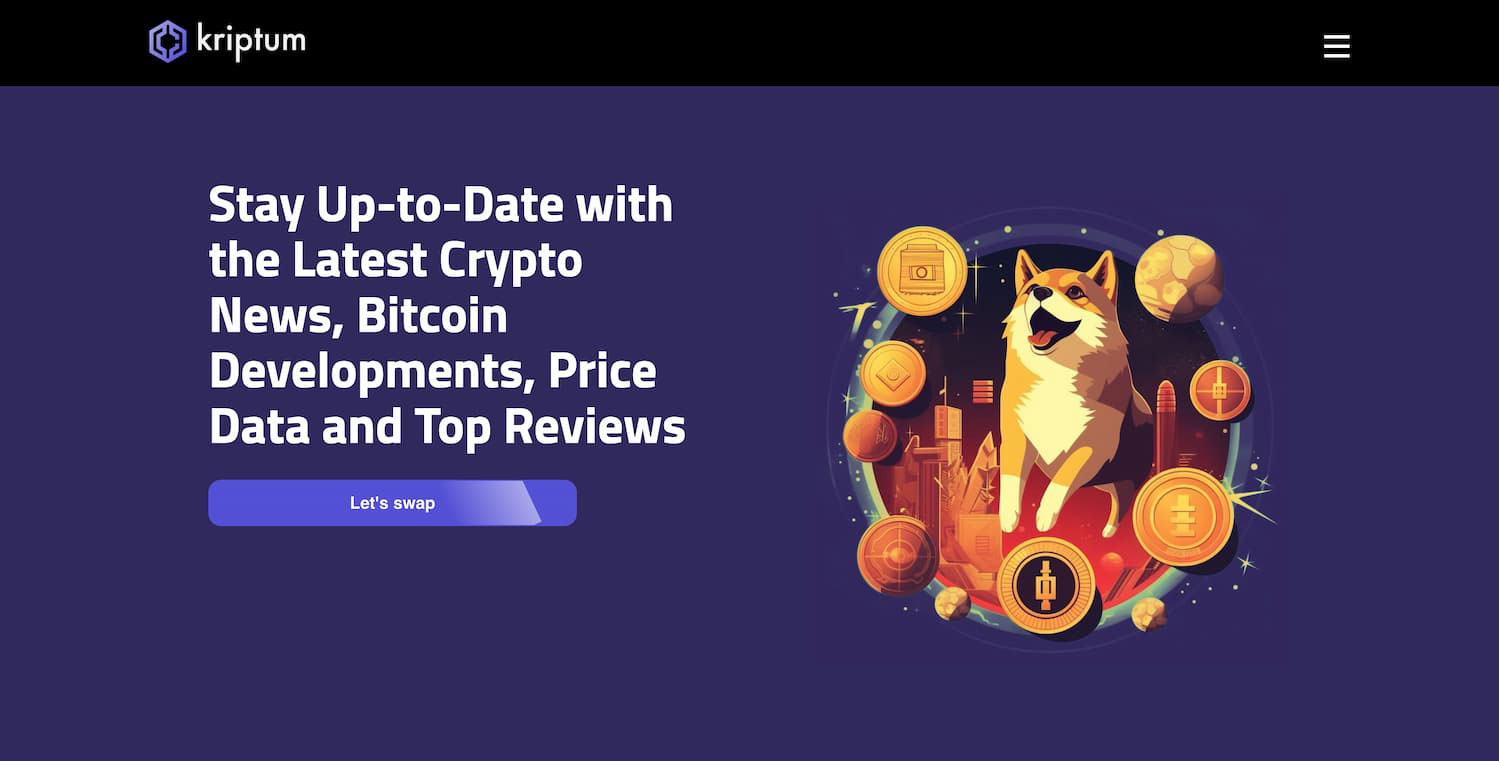 kriptum
Stay Up-to-Date with
the Latest Crypto
News, Bitcoin
Developments, Price
Data and Top Reviews
Let's swap